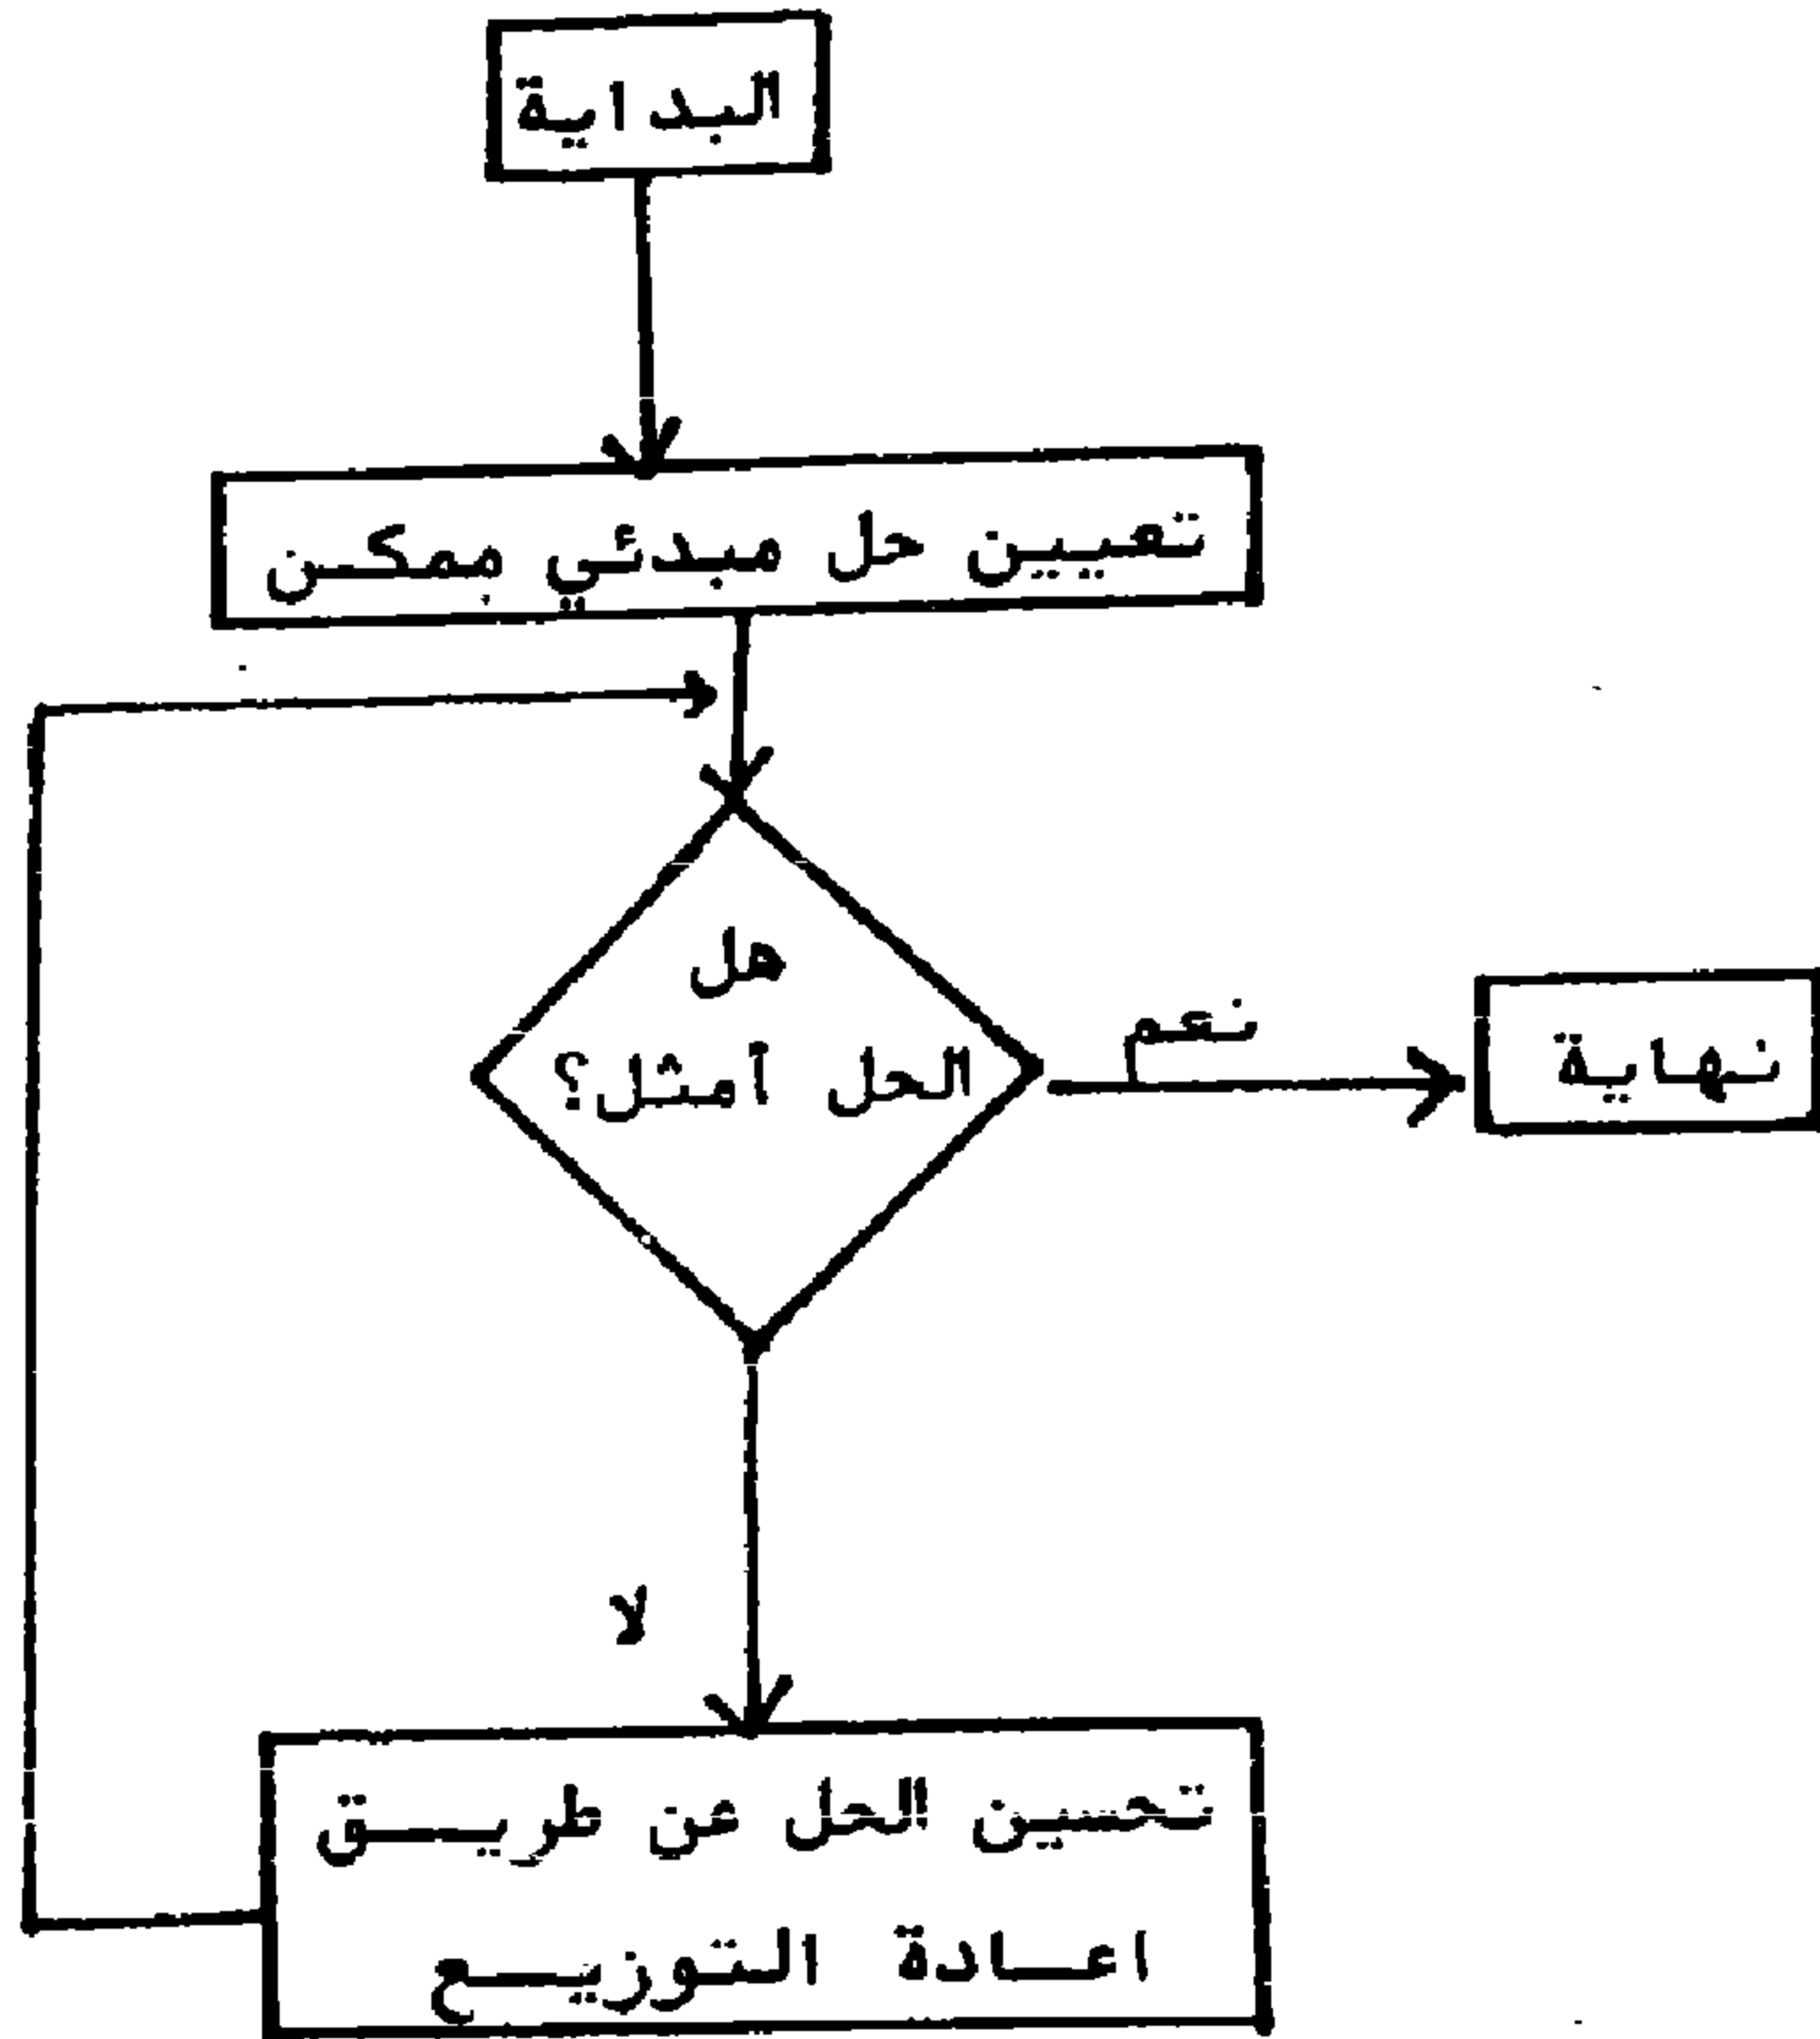 البداية
تعيين حل مبدئي ممكن
هل
الحل أمثل؟
نعم
نهاية
لا
تحسين الحل عن طريق
اعادة التوزيع